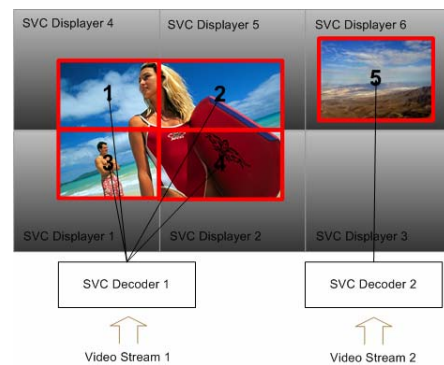 SVC Displayer 4
SVC Displayer 5
SVC Displayer 6
1
2
5
3
4
SVC Displayer 1
SVC Displayer 2
SVC Displayer 3
SVC Decoder 1
SVC Decoder 2
Video Stream 1
Video Stream 2